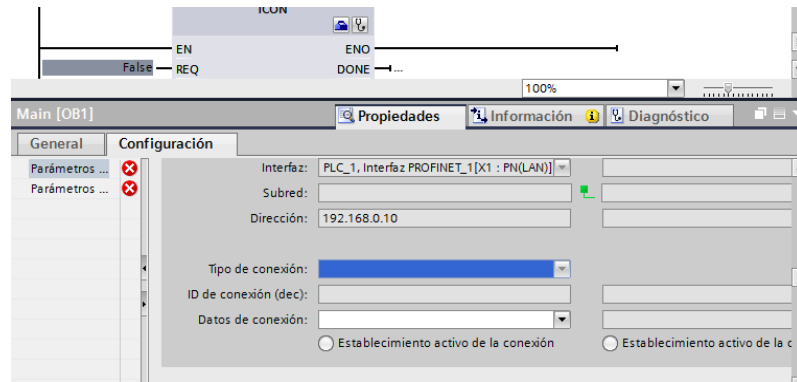 ICON
EN ENO
False REQ DONE ...
100%
Main [OB1] Propiedades Información Diagnóstico
General Configuración
Parámetros ... Interfaz: PLC_1, Interfaz PROFINET_1[X1 : PN(LAN)]
Parámetros ... Subred:
Dirección: 192.168.0.10
Tipo de conexión:
ID de conexión (dec):
Datos de conexión:
Establecimiento activo de la conexión Establecimiento activo de la